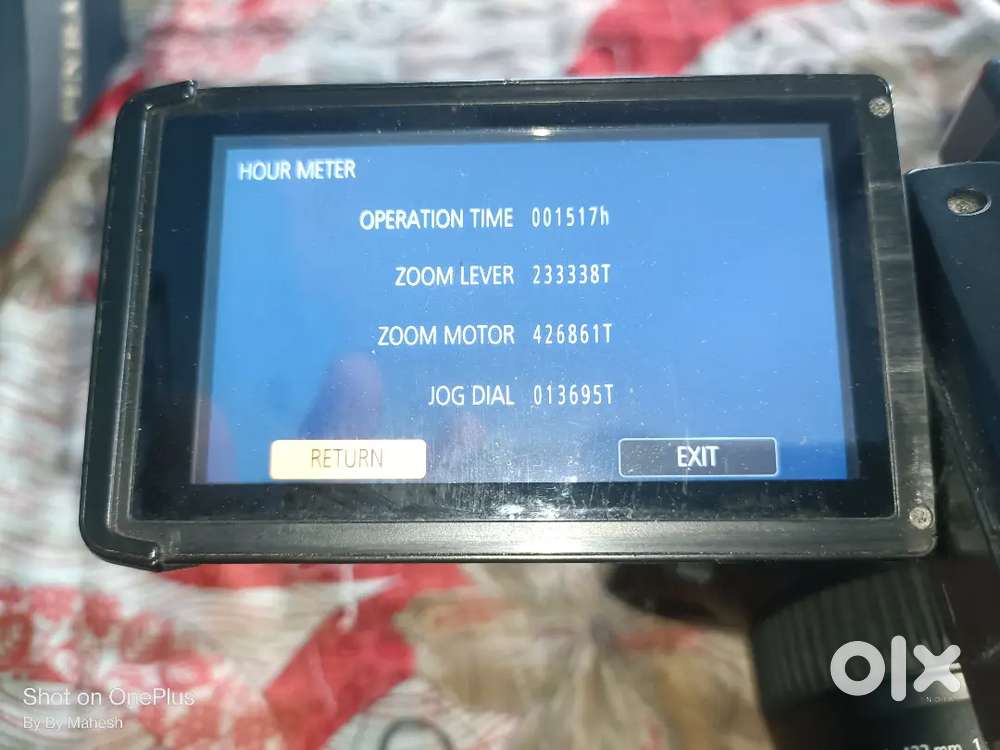 HOUR METER
OPERATION TIME 001517h
ZOOM LEVER 233338T
ZOOM MOTOR 426861T
JOG DIAL 013695T
RETURN EXIT
olx
INDIA
Shot on OnePlus
By By Mahesh